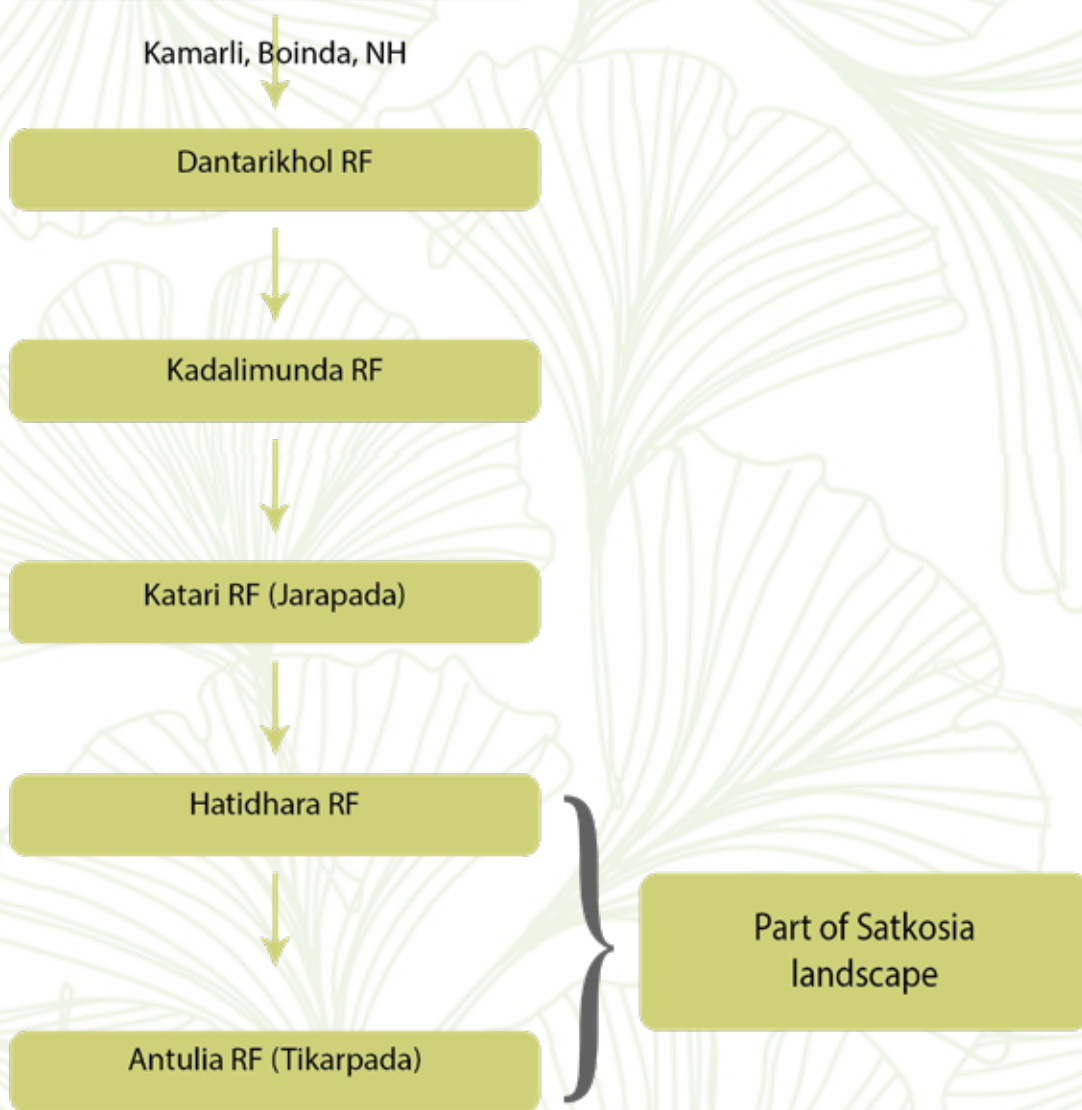 Kamarli, Boinda, NH
Dantarikhol RF
Kadalimunda RF
Katari RF (Jarapada)
Hatidhara RF
Part of Satkosia
landscape
Antulia RF (Tikarpada)